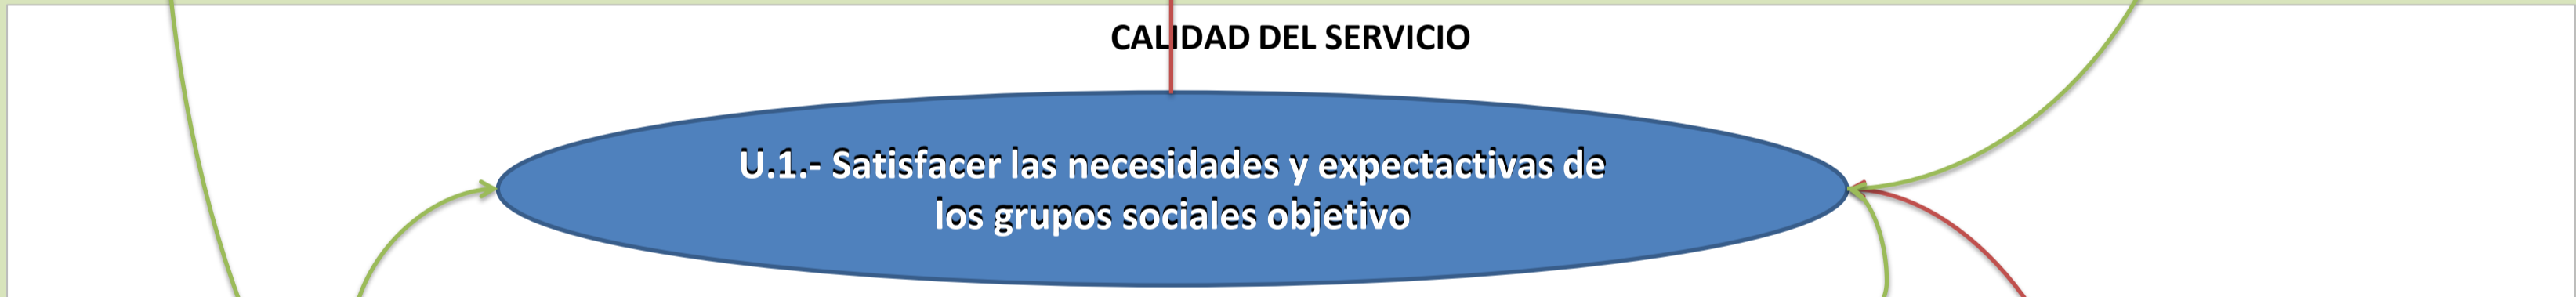 CALIDAD DEL SERVICIO
U.1.- Satisfacer las necesidades y expectactivas de
los grupos sociales objetivo